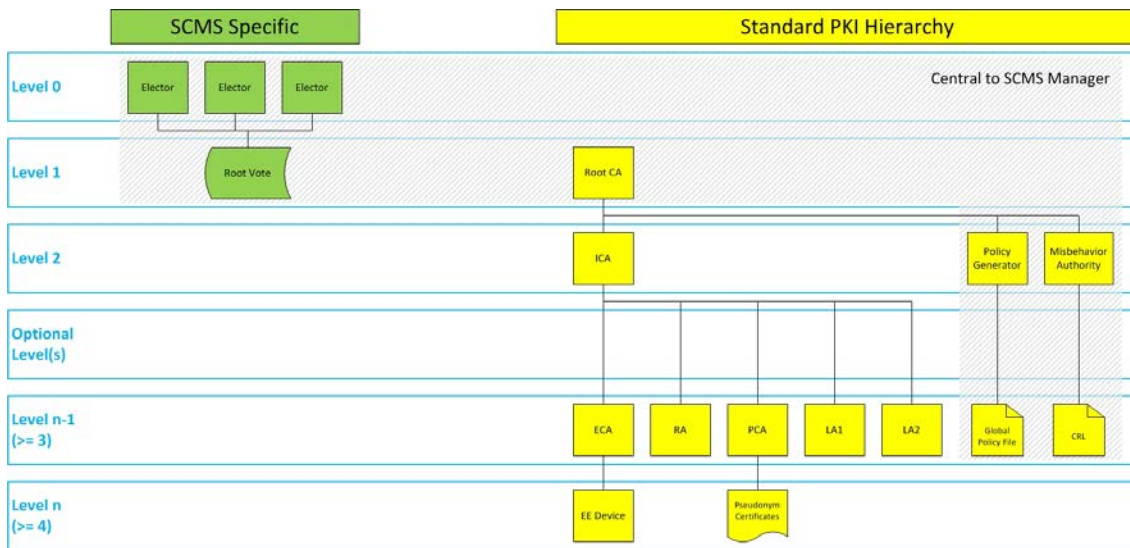 SCMS Specific
Standard PKI Hierarchy
Level 0
Elector
Elector
Elector
Central to SCMS Manager
Level 1
Root Vote
Root CA
Level 2
ICA
Policy
Generator
Misbehavior
Authority
Optional
Level(s)
Level n-1
(>= 3)
ECA
RA
PCA
LA1
LA2
Global
Policy File
CRL
Level n
(>= 4)
EE Device
Pseudonym
Certificates